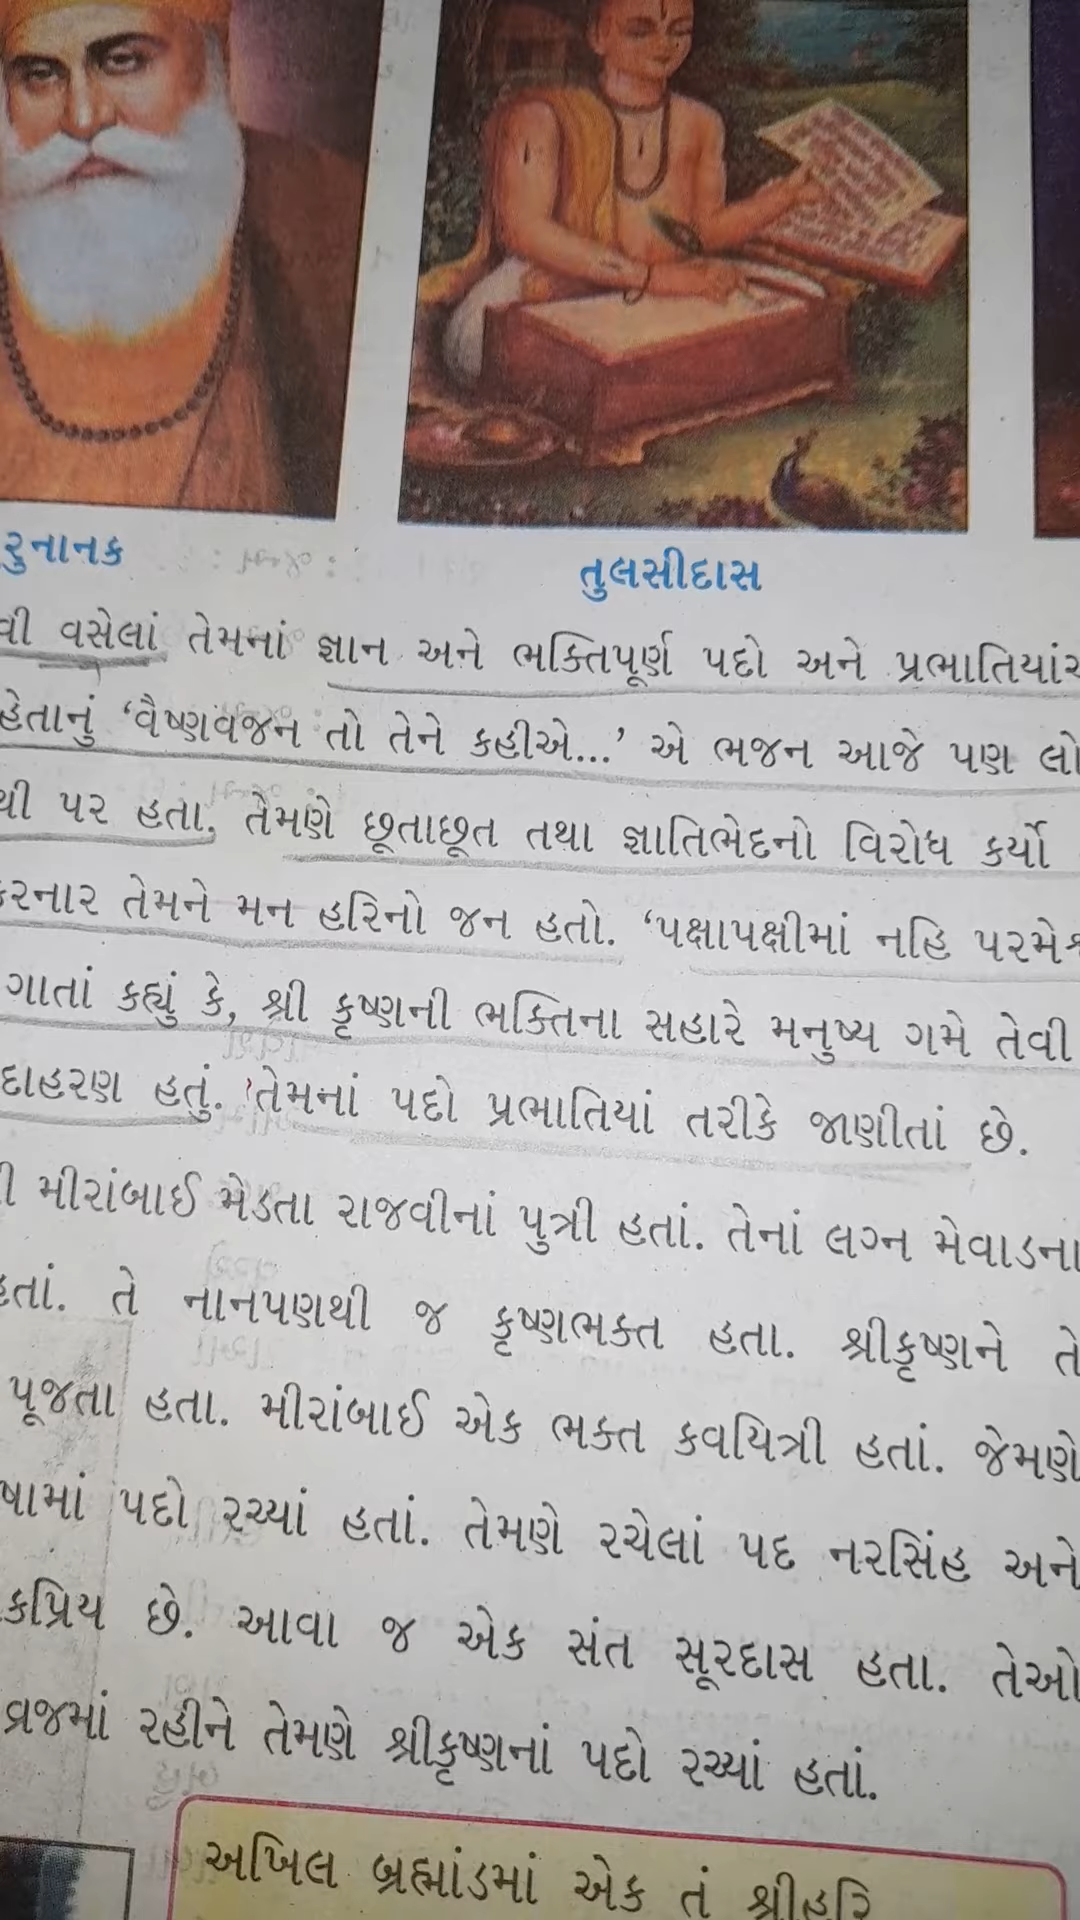 રુનાનક
તુલસીદાસ
વી વસેલાં તેમનાં જ્ઞાન અને ભક્તિપૂર્ણ પદો અને પ્રભાતિયાં
હેતાનું ‘વૈષ્ણવજન તો તેને કહીએ...’ એ ભજન આજે પણ લો
થી પર હતા. તેમણે છૂતાછૂત તથા જ્ઞાતિભેદનો વિરોધ કર્યો
કરનાર તેમને મન હરિનો જન હતો. ‘પક્ષાપક્ષીમાં નહિ પરમેશ્
ગાતાં કહ્યું કે, શ્રી કૃષ્ણની ભક્તિના સહારે મનુષ્ય ગમે તેવી
દાહરણ હતું. તેમનાં પદો પ્રભાતિયાં તરીકે જાણીતાં છે.
ી મીરાંબાઈ મેડતા રાજવીનાં પુત્રી હતાં. તેનાં લગ્ન મેવાડના
હતાં. તે નાનપણથી જ કૃષ્ણભક્ત હતા. શ્રીકૃષ્ણને તે
પૂજતા હતા. મીરાંબાઈ એક ભક્ત કવયિત્રી હતાં. જેમણે
ષામાં પદો રચ્યાં હતાં. તેમણે રચેલાં પદ નરસિંહ અને
કપ્રિય છે. આવા જ એક સંત સૂરદાસ હતા. તેઓ
વ્રજમાં રહીને તેમણે શ્રીકૃષ્ણનાં પદો રચ્યાં હતાં.
અખિલ બ્રહ્માંડમાં એક તં શ્રીહરિ